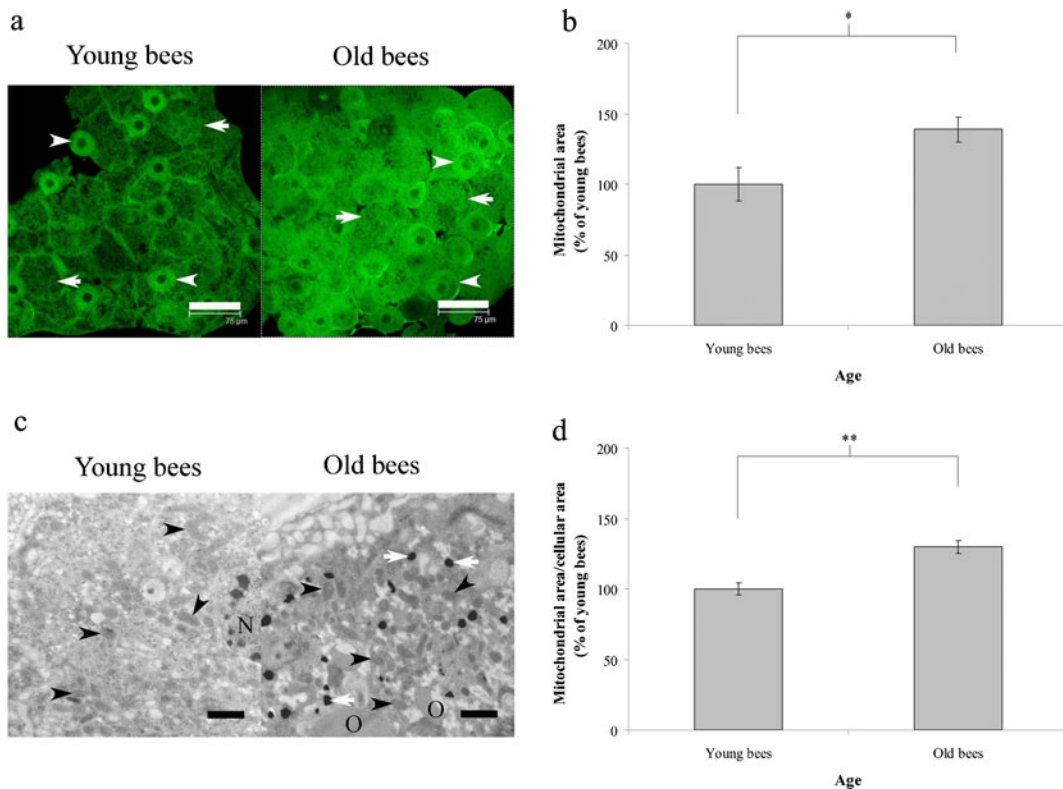 a
Young bees
Old bees
75 µm
75 µm
b
*
200
150
100
50
0
Mitochondrial area
(% of young bees)
Young bees
Old bees
Age
c
Young bees
Old bees
N
O
O
d
**
200
150
100
50
0
Mitochondrial area/cellular area
(% of young bees)
Young bees
Old bees
Age